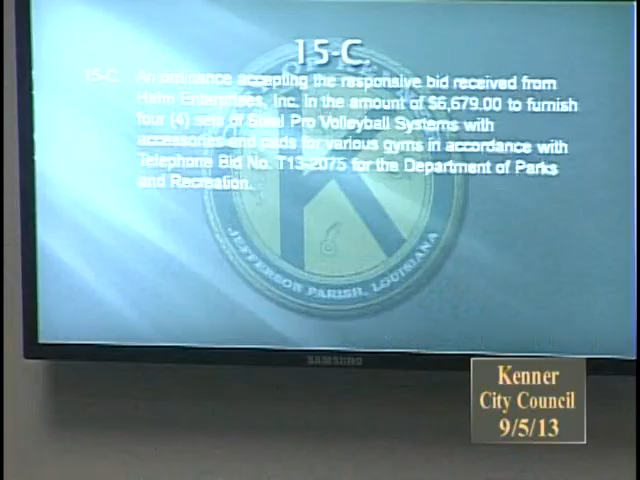 15-C
15-C. An ordinance accepting the responsive bid received from
Helm Enterprises, Inc. in the amount of $6,679.00 to furnish
four (4) sets of Steel Pro Volleyball Systems with
accessories and pads for various gyms in accordance with
Telephone Bid No. T13-2075 for the Department of Parks
and Recreation.
JEFFERSON PARISH, LOUISIANA
SAMSUNG
Kenner
City Council
9/5/13